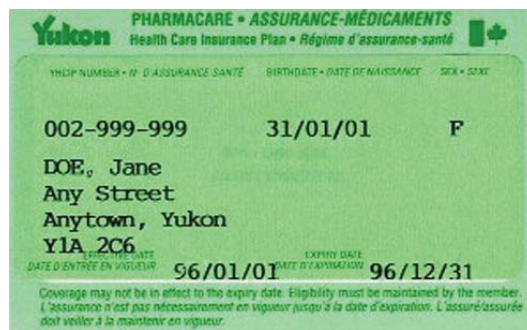 Yukon
PHARMACARE • ASSURANCE-MÉDICAMENTS
Health Care Insurance Plan • Régime d'assurance-santé
YHCIP NUMBER • N° D'ASSURANCE SANTÉ BIRTHDATE • DATE DE NAISSANCE SEX • SEXE
002-999-999 31/01/01 F
DOE, Jane
Any Street
Anytown, Yukon
Y1A 2C6
EFFECTIVE DATE EXPIRY DATE
DATE D'ENTRÉE EN VIGUEUR 96/01/01 DATE D'EXPIRATION 96/12/31
Coverage may not be in effect to the expiry date. Eligibility must be maintained by the member.
L'assurance n'est pas nécessairement en vigueur jusqu'à la date d'expiration. L'assuré/assurée
doit veiller à la maintenir en vigueur.